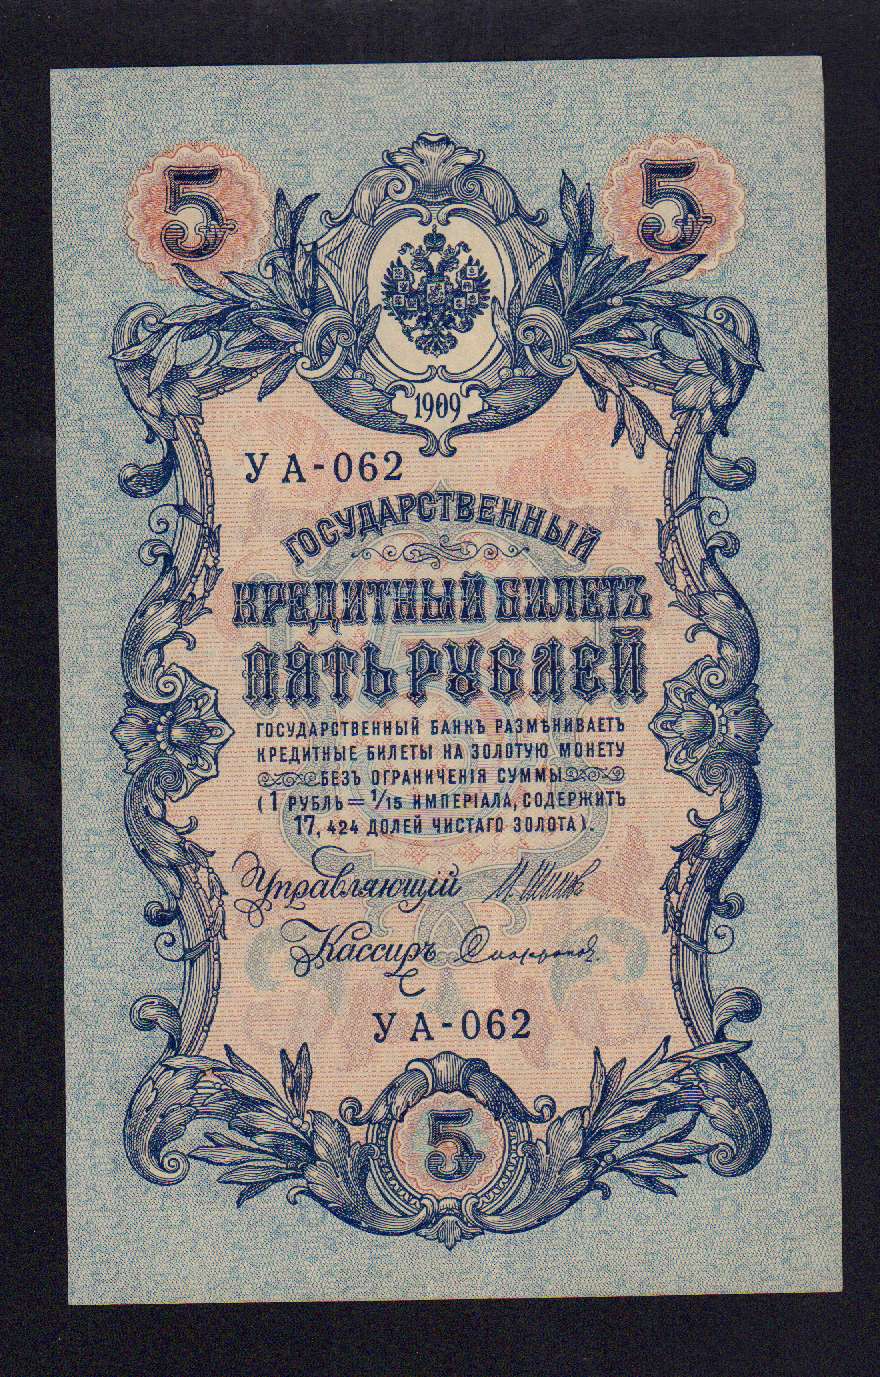 5 5
1909
УА-062
ГОСУДАРСТВЕННЫЙ
КРЕДИТНЫЙ БИЛЕТЪ
ПЯТЬ РУБЛЕЙ
ГОСУДАРСТВЕННЫЙ БАНКЪ РАЗМѢНИВАЕТЪ
КРЕДИТНЫЕ БИЛЕТЫ НА ЗОЛОТУЮ МОНЕТУ
БЕЗЪ ОГРАНИЧЕНІЯ СУММЫ
(1 РУБЛЬ = 1/15 ИМПЕРІАЛА, СОДЕРЖИТЪ
17,424 ДОЛЕЙ ЧИСТАГО ЗОЛОТА).
Управляющій
Кассиръ
УА-062
5